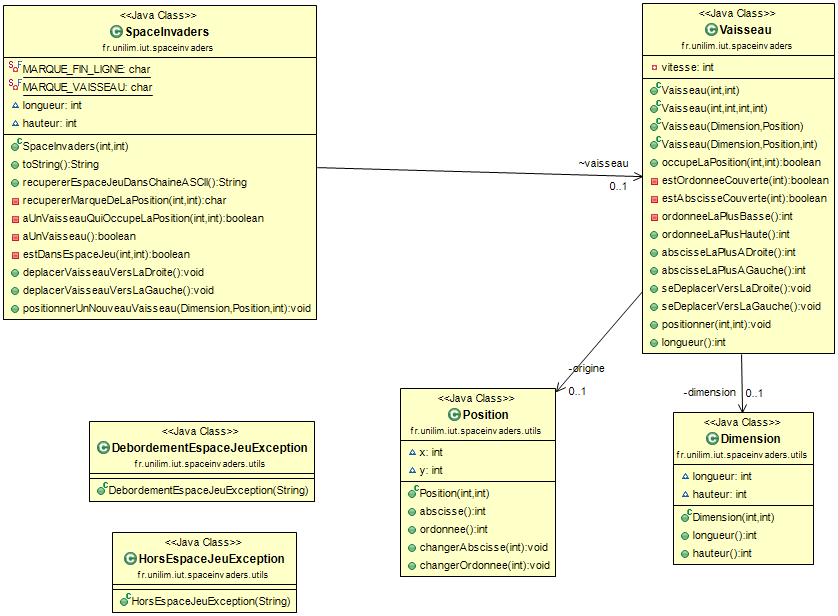 <<Java Class>>
SpaceInvaders
fr.unilim.iut.spaceinvaders
MARQUE_FIN_LIGNE: char
MARQUE_VAISSEAU: char
longueur: int
hauteur: int
SpaceInvaders(int,int)
toString():String
recupererEspaceJeuDansChaineASCII():String
recupererMarqueDeLaPosition(int,int):char
aUnVaisseauQuiOccupeLaPosition(int,int):boolean
aUnVaisseau():boolean
estDansEspaceJeu(int,int):boolean
deplacerVaisseauVersLaDroite():void
deplacerVaisseauVersLaGauche():void
positionnerUnNouveauVaisseau(Dimension,Position,int):void
~vaisseau
0..1
<<Java Class>>
Vaisseau
fr.unilim.iut.spaceinvaders
vitesse: int
Vaisseau(int,int)
Vaisseau(int,int,int,int)
Vaisseau(Dimension,Position)
Vaisseau(Dimension,Position,int)
occupeLaPosition(int,int):boolean
estOrdonneeCouverte(int):boolean
estAbscisseCouverte(int):boolean
ordonneeLaPlusBasse():int
ordonneeLaPlusHaute():int
abscisseLaPlusADroite():int
abscisseLaPlusAGauche():int
seDeplacerVersLaDroite():void
seDeplacerVersLaGauche():void
positionner(int,int):void
longueur():int
-origine
0..1
-dimension
0..1
<<Java Class>>
DebordementEspaceJeuException
fr.unilim.iut.spaceinvaders.utils
DebordementEspaceJeuException(String)
<<Java Class>>
HorsEspaceJeuException
fr.unilim.iut.spaceinvaders.utils
HorsEspaceJeuException(String)
<<Java Class>>
Position
fr.unilim.iut.spaceinvaders.utils
x: int
y: int
Position(int,int)
abscisse():int
ordonnee():int
changerAbscisse(int):void
changerOrdonnee(int):void
<<Java Class>>
Dimension
fr.unilim.iut.spaceinvaders.utils
longueur: int
hauteur: int
Dimension(int,int)
longueur():int
hauteur():int